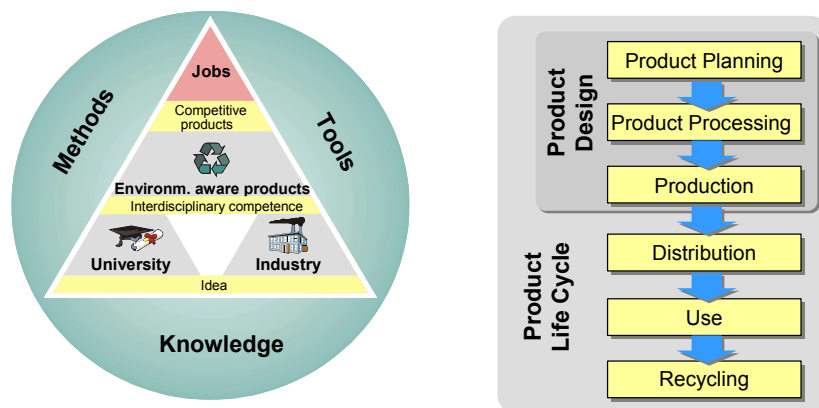 Methods
Tools
Knowledge
Jobs
Competitive
products
Environm. aware products
Interdisciplinary competence
University
Industry
Idea
Product
Life Cycle
Product
Design
Product Planning
Product Processing
Production
Distribution
Use
Recycling